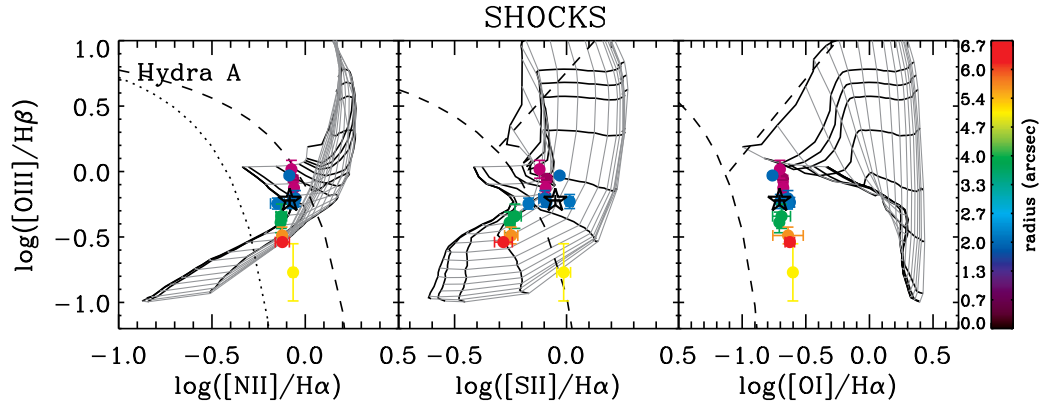 SHOCKS
Hydra A
log([OIII]/Hβ)
1.0
0.5
0.0
−0.5
−1.0
−1.0 −0.5 0.0 0.5
−0.5 0.0 0.5
−1.0 −0.5 0.0
log([NII]/Hα)
log([SII]/Hα)
log([OI]/Hα)
6.7
6.0
5.4
4.7
4.0
3.3
2.7
2.0
1.3
0.7
0.0
radius (arcsec)